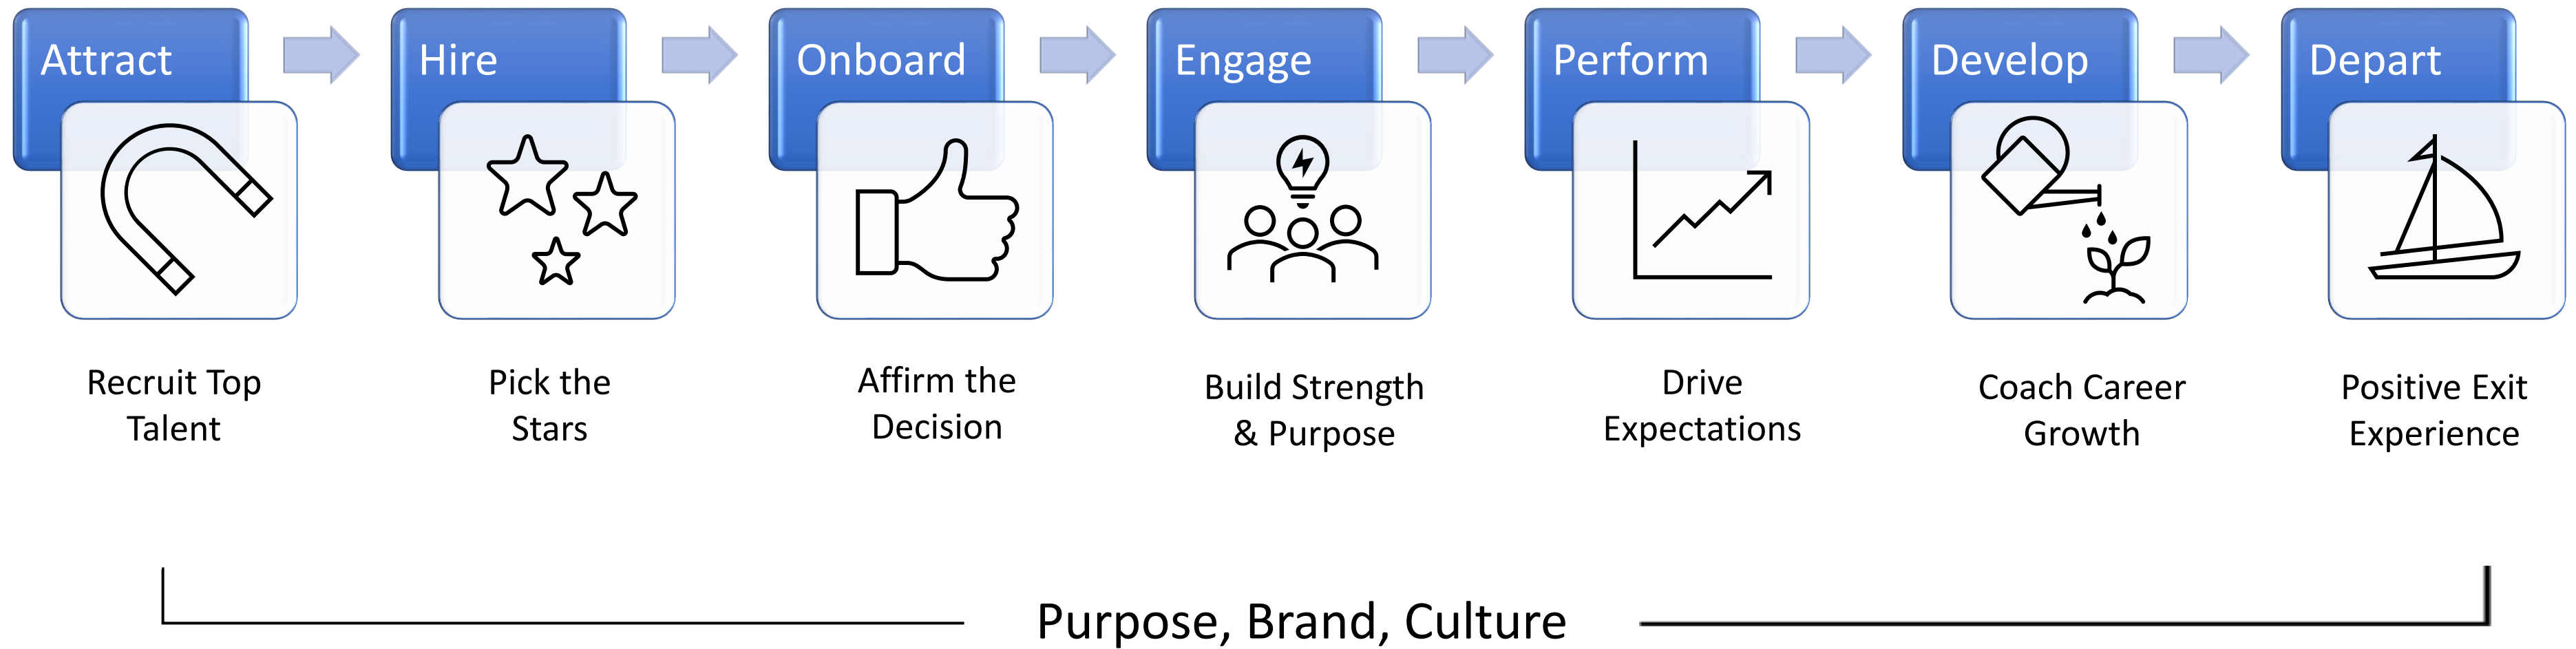 Attract
Hire
Onboard
Engage
Perform
Develop
Depart
Recruit Top
Talent
Pick the
Stars
Affirm the
Decision
Build Strength
& Purpose
Drive
Expectations
Coach Career
Growth
Positive Exit
Experience
Purpose, Brand, Culture